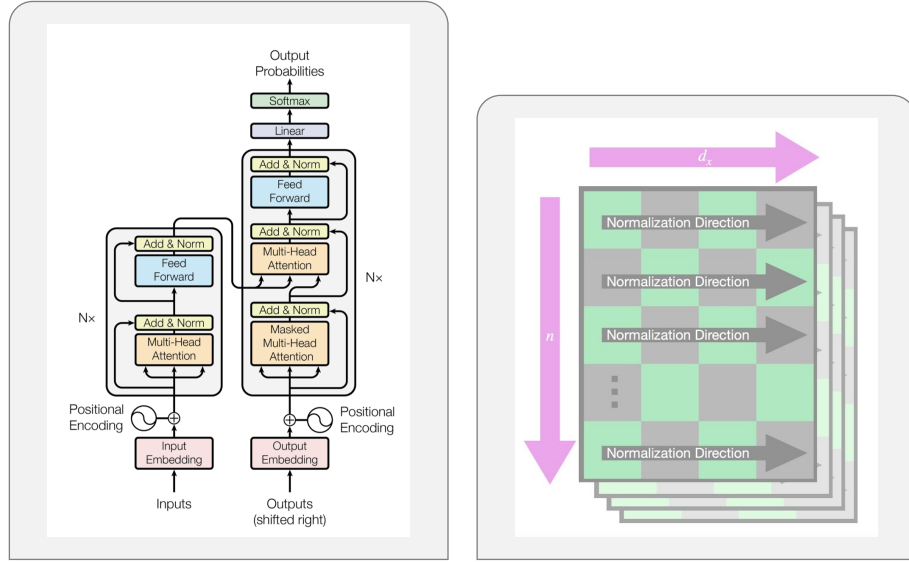 Output
Probabilities
Softmax
Linear
Add & Norm
Feed
Forward
Add & Norm
Multi-Head
Attention
Add & Norm
Masked
Multi-Head
Attention
N×
Add & Norm
Feed
Forward
N×
Add & Norm
Multi-Head
Attention
Positional
Encoding
Positional
Encoding
Input
Embedding
Output
Embedding
Inputs
Outputs
(shifted right)
dₓ
n
Normalization Direction
Normalization Direction
Normalization Direction
Normalization Direction